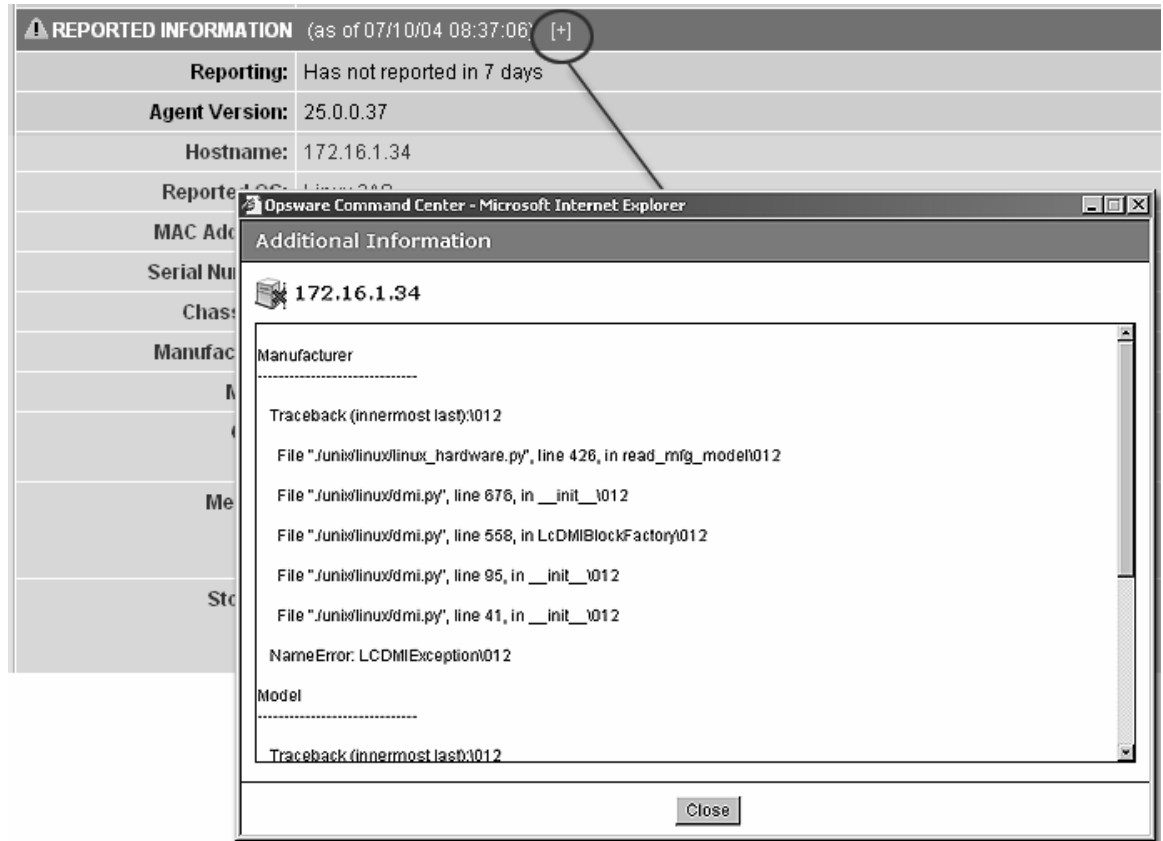 REPORTED INFORMATION (as of 07/10/04 08:37:06) [+]
Reporting: Has not reported in 7 days
Agent Version: 25.0.0.37
Hostname: 172.16.1.34
Opsware Command Center - Microsoft Internet Explorer
MAC
Additional Information
Serial
172.16.1.34
Manufacturer
-----------------------------
Traceback (innermost last):\012
File "./unix/linux/linux_hardware.py", line 426, in read_mfg_model\012
File "./unix/linux/dmi.py", line 676, in __init__\012
File "./unix/linux/dmi.py", line 558, in LcDMIBlockFactory\012
File "./unix/linux/dmi.py", line 95, in __init__\012
File "./unix/linux/dmi.py", line 41, in __init__\012
NameError: LCDMIException\012
Model
-----------------------------
Traceback (innermost last):\012
Close